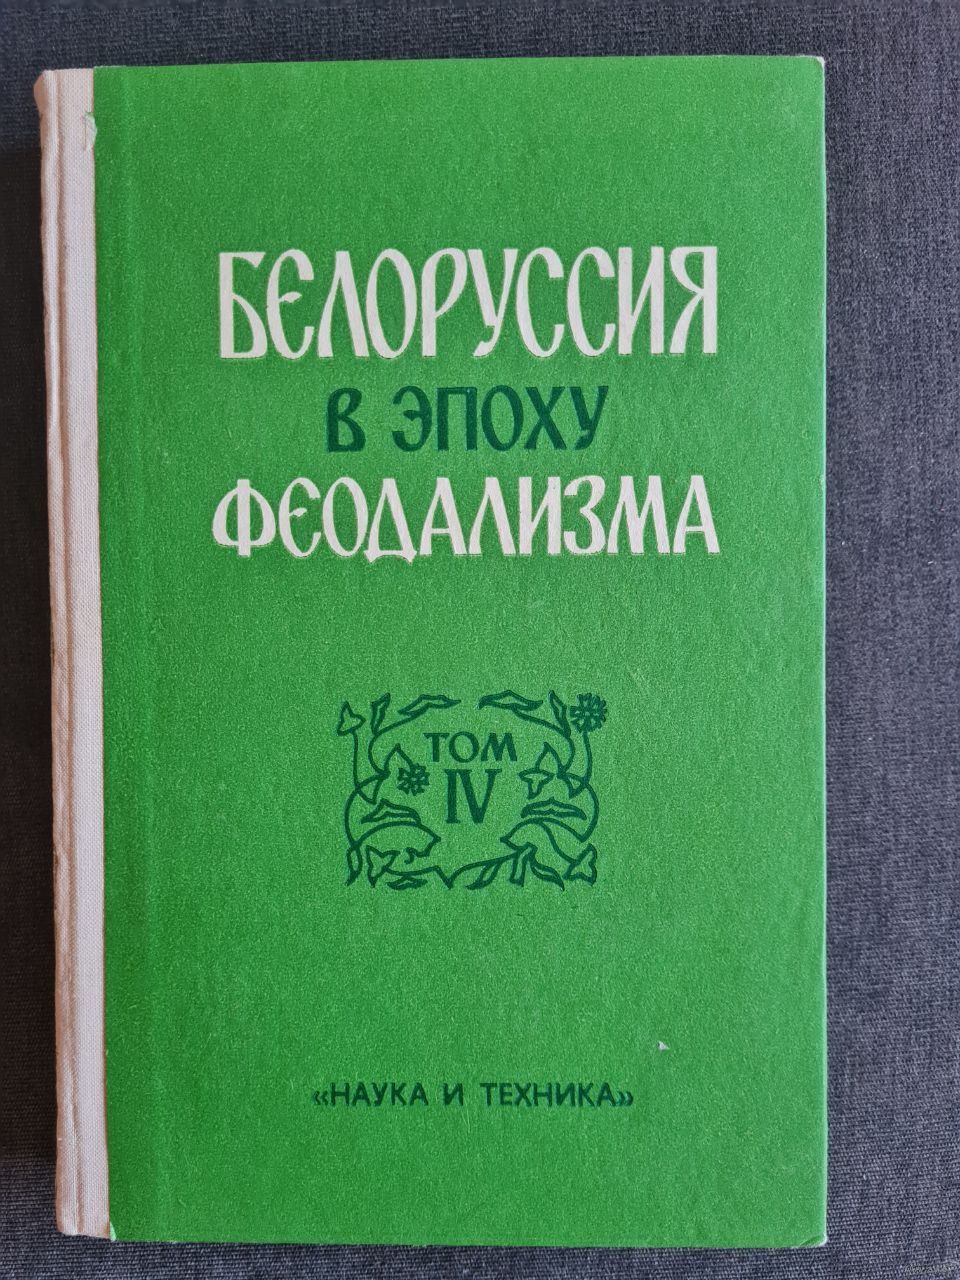 БЕЛОРУССИЯ
В ЭПОХУ
ФЕОДАЛИЗМА
ТОМ
IV
«НАУКА И ТЕХНИКА»